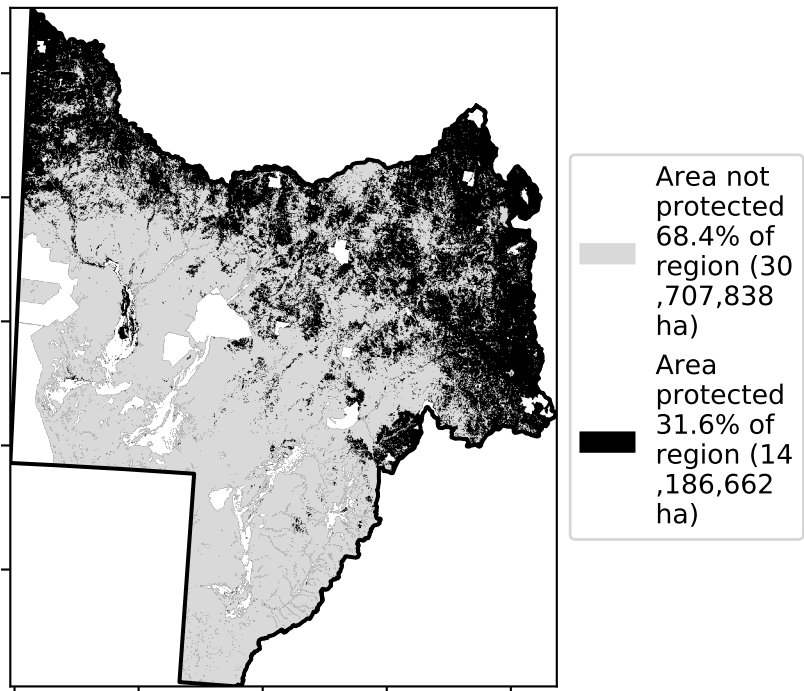 Area not
protected
68.4% of
region (30
,707,838
ha)
Area
protected
31.6% of
region (14
,186,662
ha)